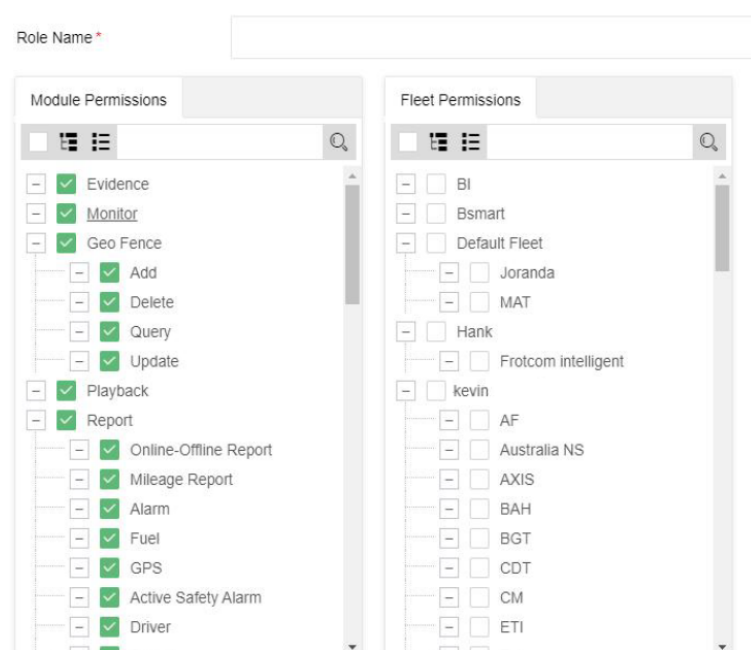 Role Name *
Module Permissions
Evidence
Monitor
Geo Fence
Add
Delete
Query
Update
Playback
Report
Online-Offline Report
Mileage Report
Alarm
Fuel
GPS
Active Safety Alarm
Driver
Fleet Permissions
BI
Bsmart
Default Fleet
Joranda
MAT
Hank
Frotcom intelligent
kevin
AF
Australia NS
AXIS
BAH
BGT
CDT
CM
ETI